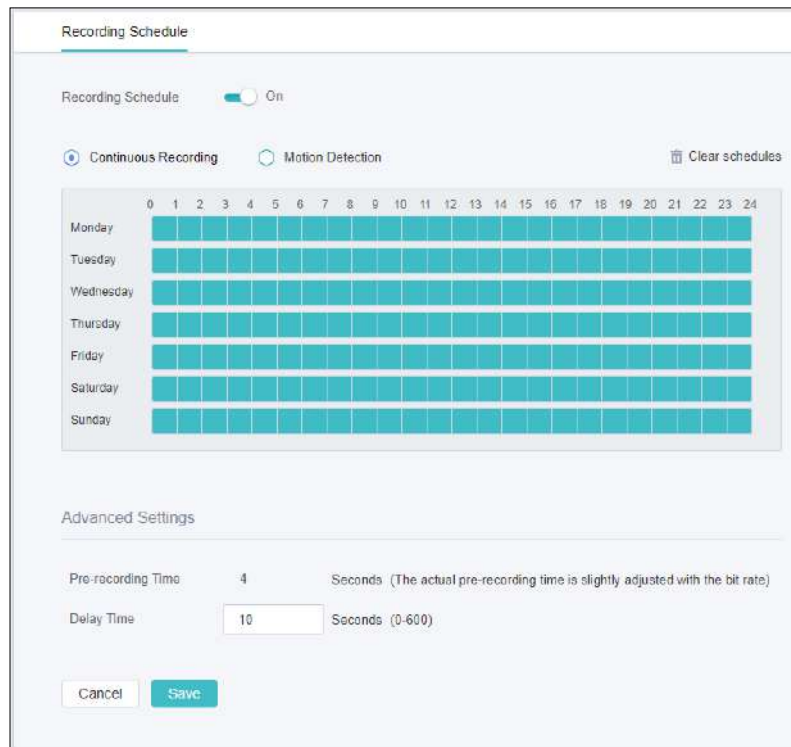 Recording Schedule
Recording Schedule On
Continuous Recording Motion Detection Clear schedules
0 1 2 3 4 5 6 7 8 9 10 11 12 13 14 15 16 17 18 19 20 21 22 23 24
Monday
Tuesday
Wednesday
Thursday
Friday
Saturday
Sunday
Advanced Settings
Pre-recording Time 4 Seconds (The actual pre-recording time is slightly adjusted with the bit rate)
Delay Time 10 Seconds (0-600)
Cancel Save